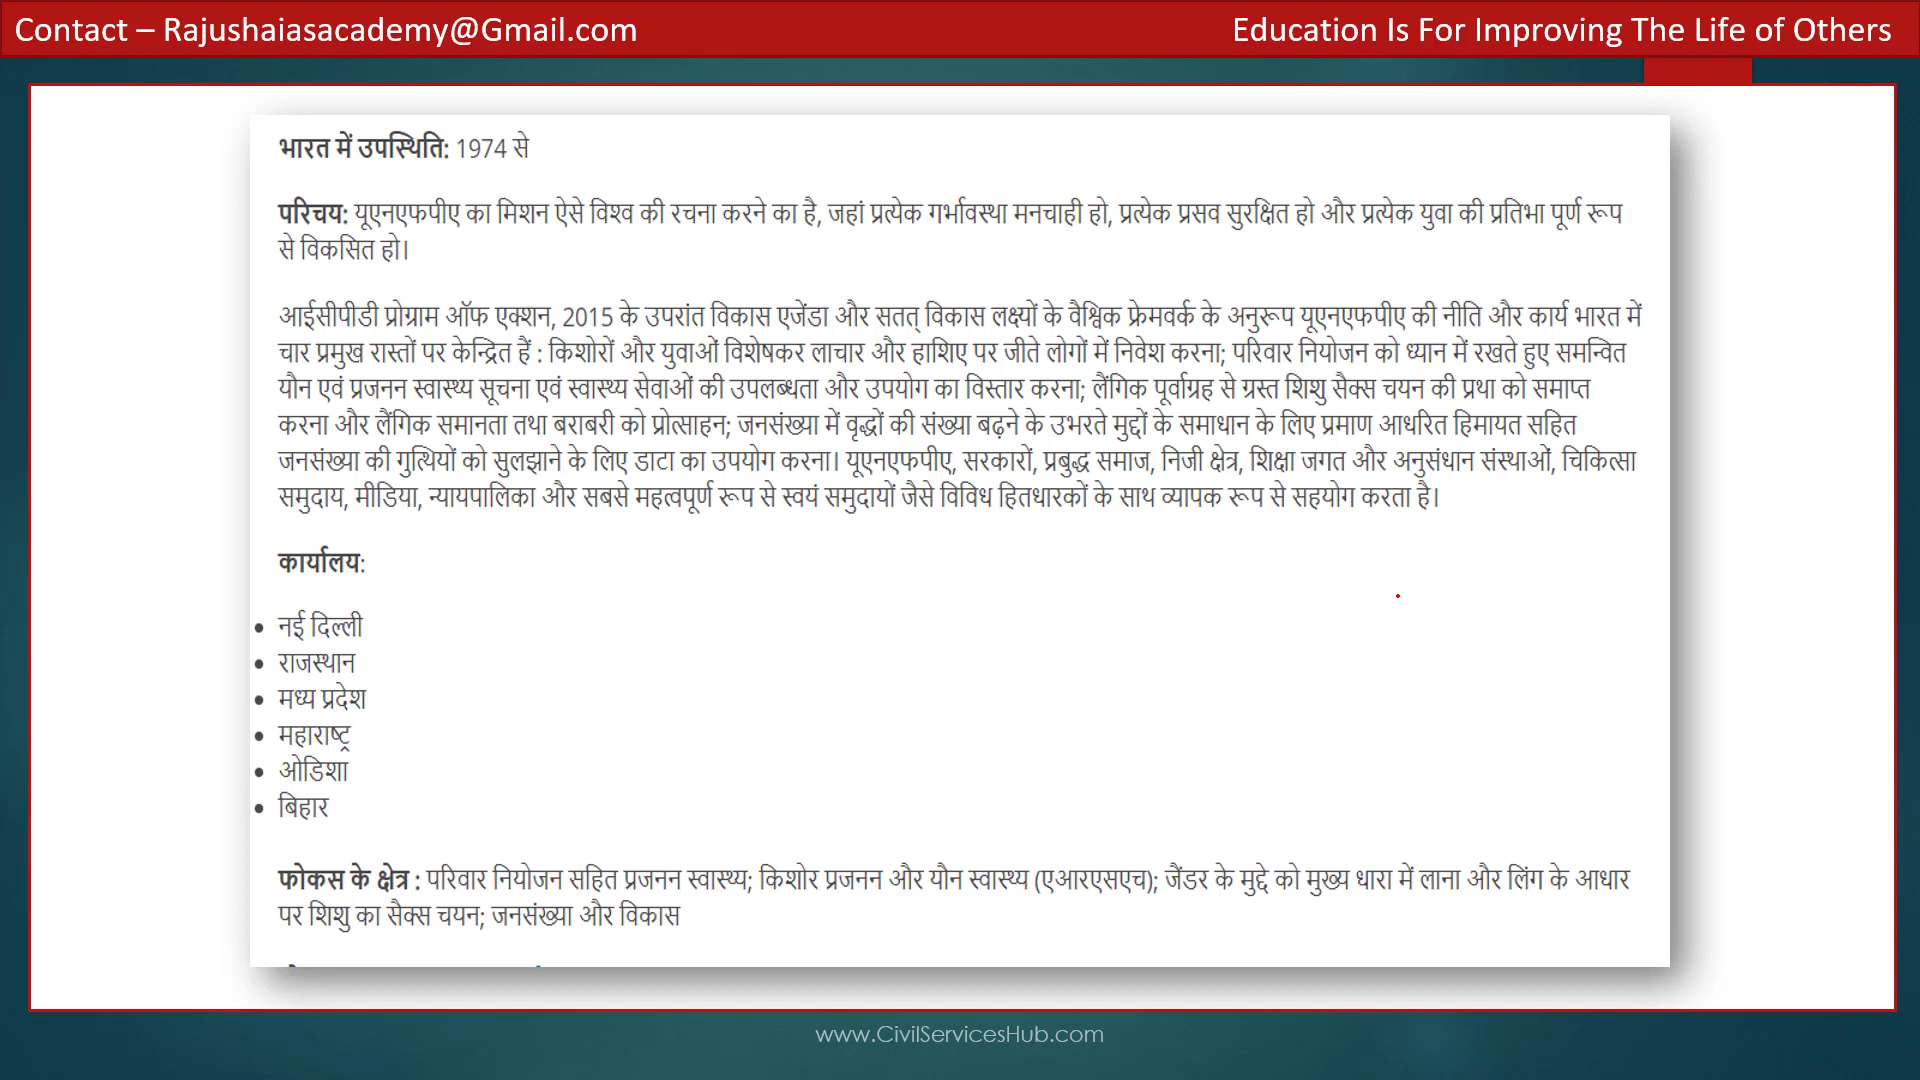 Contact – Rajushaiasacademy@Gmail.com
Education Is For Improving The Life of Others
भारत में उपस्थिति: 1974 से
परिचय: यूएनएफपीए का मिशन ऐसे विश्व की रचना करने का है, जहां प्रत्येक गर्भावस्था मनचाही हो, प्रत्येक प्रसव सुरक्षित हो और प्रत्येक युवा की प्रतिभा पूर्ण रूप
से विकसित हो।
आईसीपीडी प्रोग्राम ऑफ एक्शन, 2015 के उपरांत विकास एजेंडा और सतत् विकास लक्ष्यों के वैश्विक फ्रेमवर्क के अनुरूप यूएनएफपीए की नीति और कार्य भारत में
चार प्रमुख रास्तों पर केन्द्रित हैं : किशोरों और युवाओं विशेषकर लाचार और हाशिए पर जीते लोगों में निवेश करना; परिवार नियोजन को ध्यान में रखते हुए समन्वित
यौन एवं प्रजनन स्वास्थ्य सूचना एवं स्वास्थ्य सेवाओं की उपलब्धता और उपयोग का विस्तार करना; लैंगिक पूर्वाग्रह से ग्रस्त शिशु सैक्स चयन की प्रथा को समाप्त
करना और लैंगिक समानता तथा बराबरी को प्रोत्साहन; जनसंख्या में वृद्धों की संख्या बढ़ने के उभरते मुद्दों के समाधान के लिए प्रमाण आधरित हिमायत सहित
जनसंख्या की गुत्थियों को सुलझाने के लिए डाटा का उपयोग करना। यूएनएफपीए, सरकारों, प्रबुद्ध समाज, निजी क्षेत्र, शिक्षा जगत और अनुसंधान संस्थाओं, चिकित्सा
समुदाय, मीडिया, न्यायपालिका और सबसे महत्वपूर्ण रूप से स्वयं समुदायों जैसे विविध हितधारकों के साथ व्यापक रूप से सहयोग करता है।
कार्यालय:
• नई दिल्ली
• राजस्थान
• मध्य प्रदेश
• महाराष्ट्र
• ओडिशा
• बिहार
फोकस के क्षेत्र : परिवार नियोजन सहित प्रजनन स्वास्थ्य; किशोर प्रजनन और यौन स्वास्थ्य (एआरएसएच); जैंडर के मुद्दे को मुख्य धारा में लाना और लिंग के आधार
पर शिशु का सैक्स चयन; जनसंख्या और विकास
www.CivilServicesHub.com